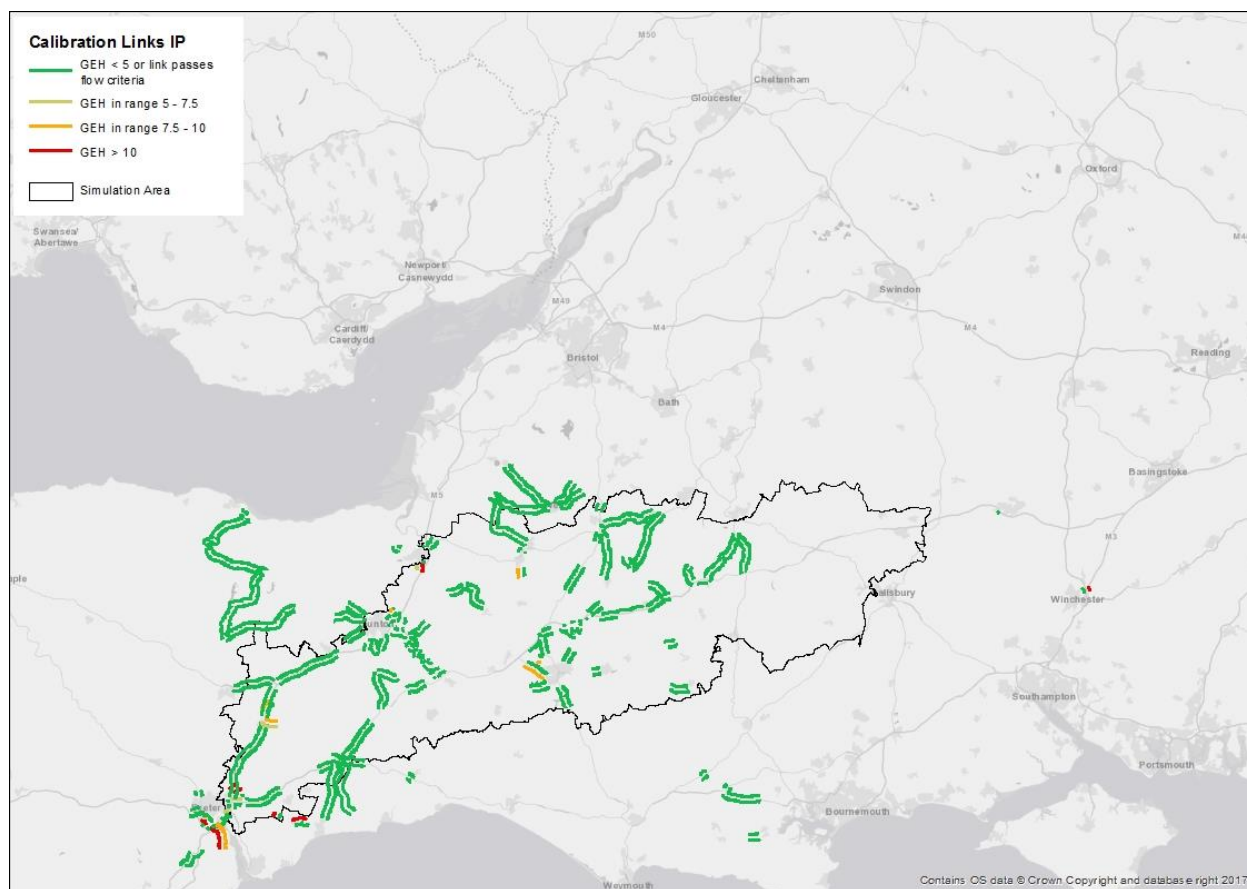 Calibration Links IP
GEH < 5 or link passes
flow criteria
GEH in range 5 - 7.5
GEH in range 7.5 - 10
GEH > 10
Simulation Area
M50
Cheltenham
Gloucester
Oxford
Swansea/
Abertawe
Newport/
Casnewydd
Swindon
M49
Cardiff/
Caerdydd
M4
M4
Bristol
Reading
Bath
Basingstoke
M5
M3
Winchester
Southampton
Portsmouth
Bournemouth
Weymouth
Contains OS data © Crown Copyright and database right 2017